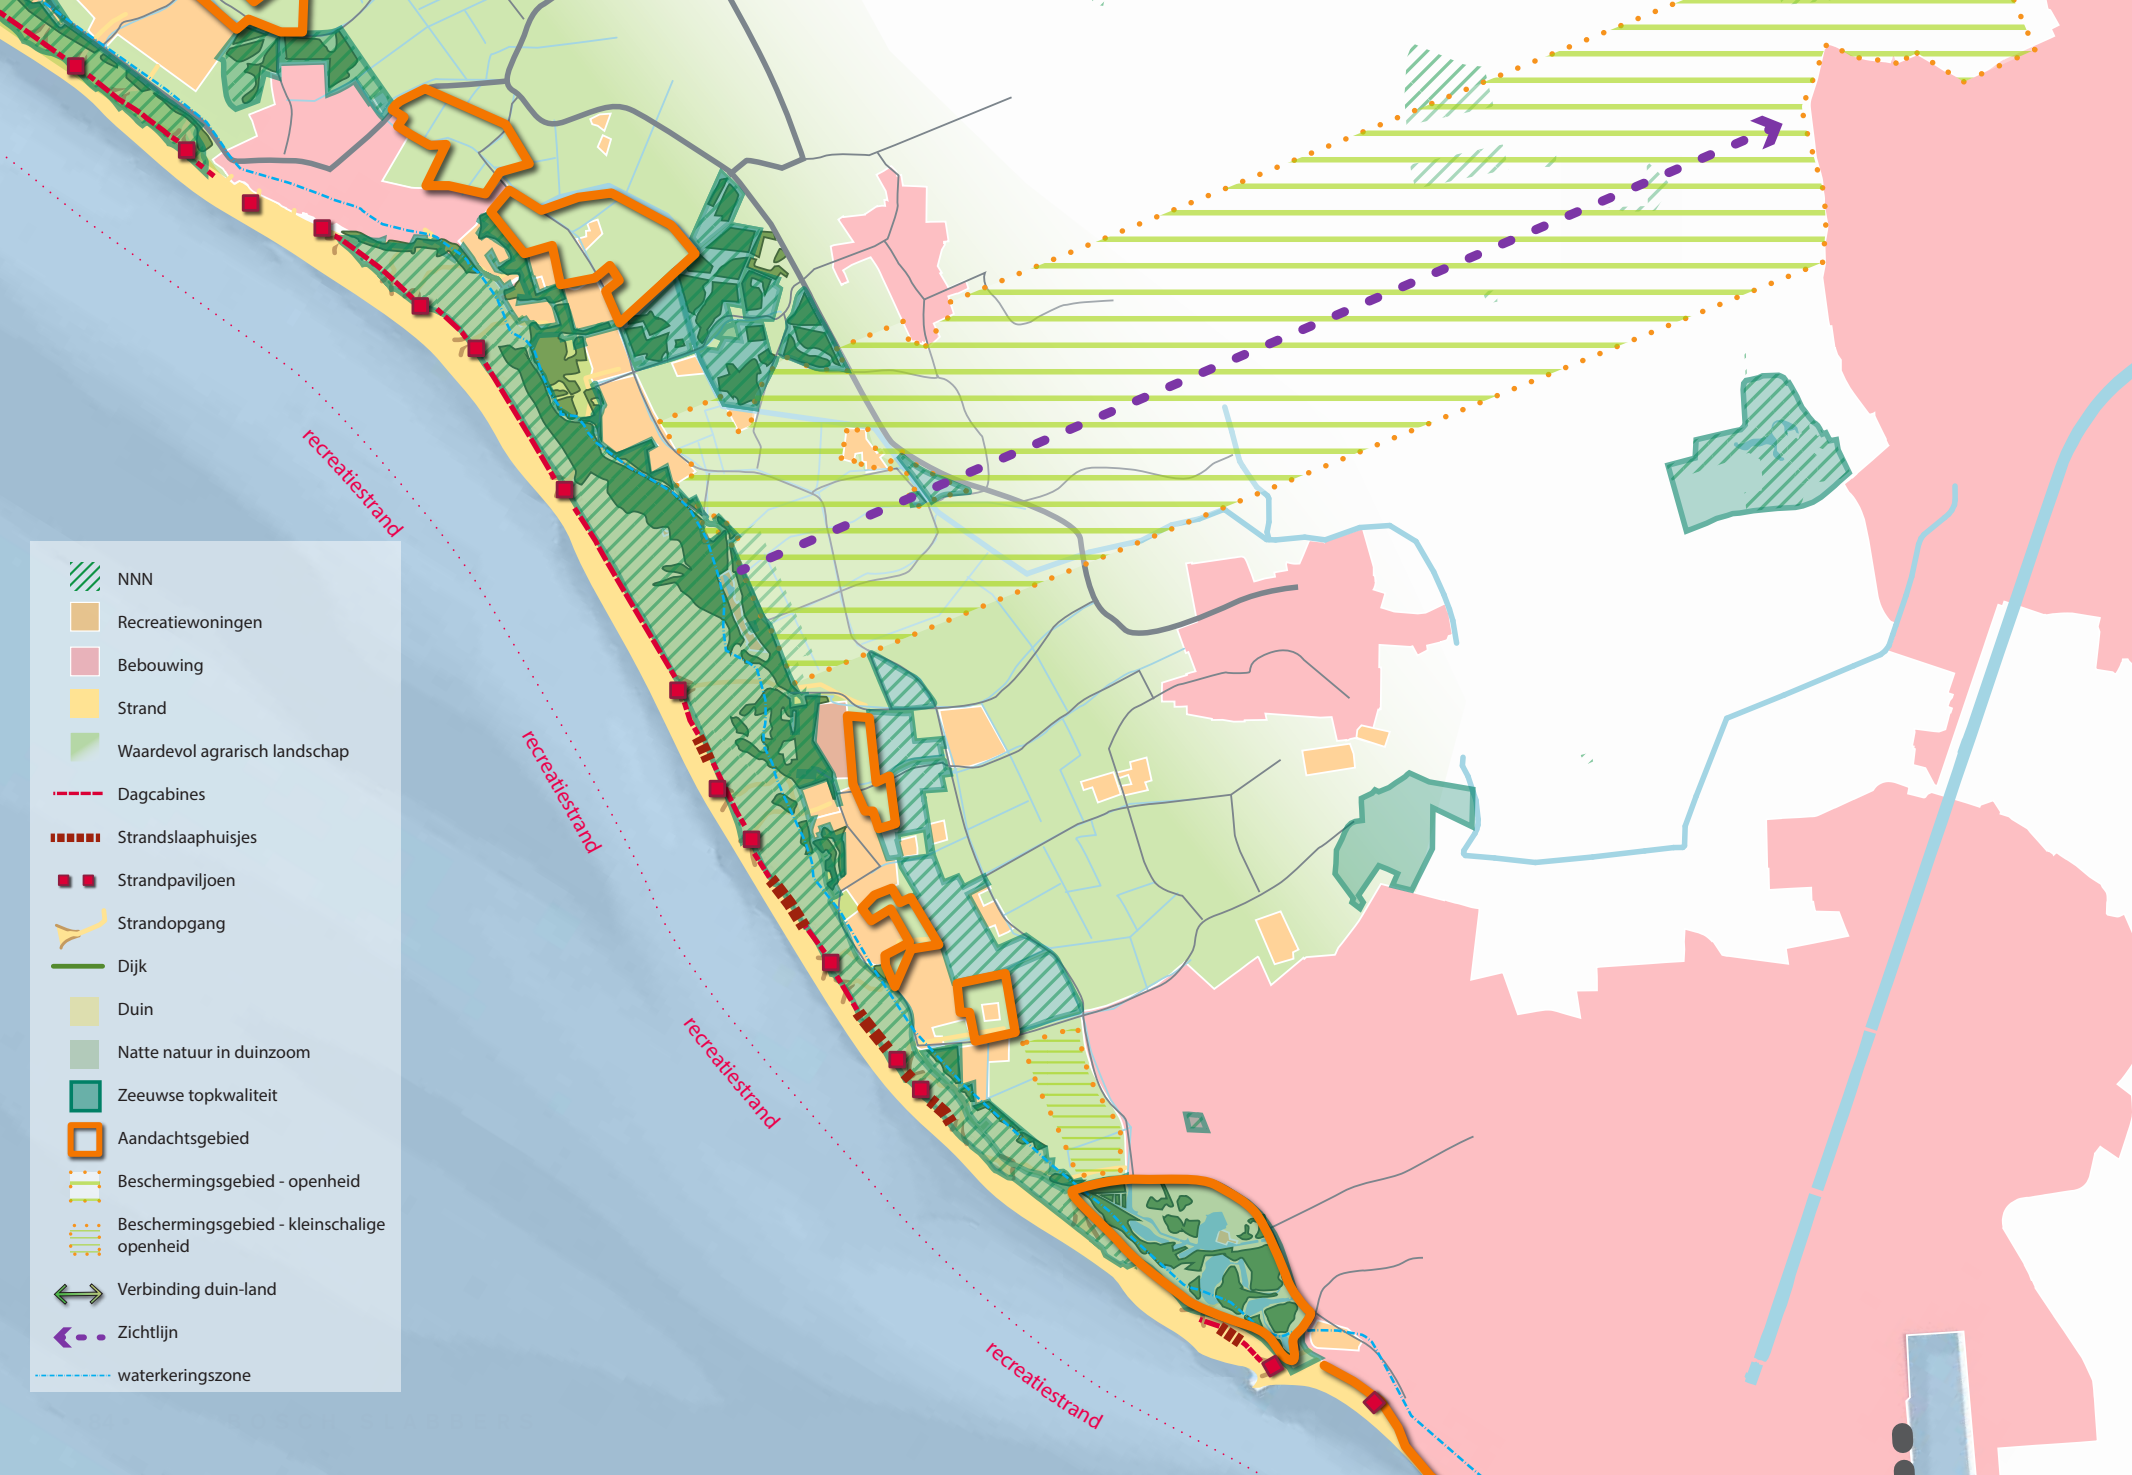 recreatiestrand
recreatiestrand
recreatiestrand
recreatiestrand
NNN
Recreatiewoningen
Bebouwing
Strand
Waardevol agrarisch landschap
Dagcabines
Strandslaaphuisjes
Strandpaviljoen
Strandopgang
Dijk
Duin
Natte natuur in duinzoom
Zeeuwse topkwaliteit
Aandachtsgebied
Beschermingsgebied - openheid
Beschermingsgebied - kleinschalige
openheid
Verbinding duin-land
Zichtlijn
waterkeringszone